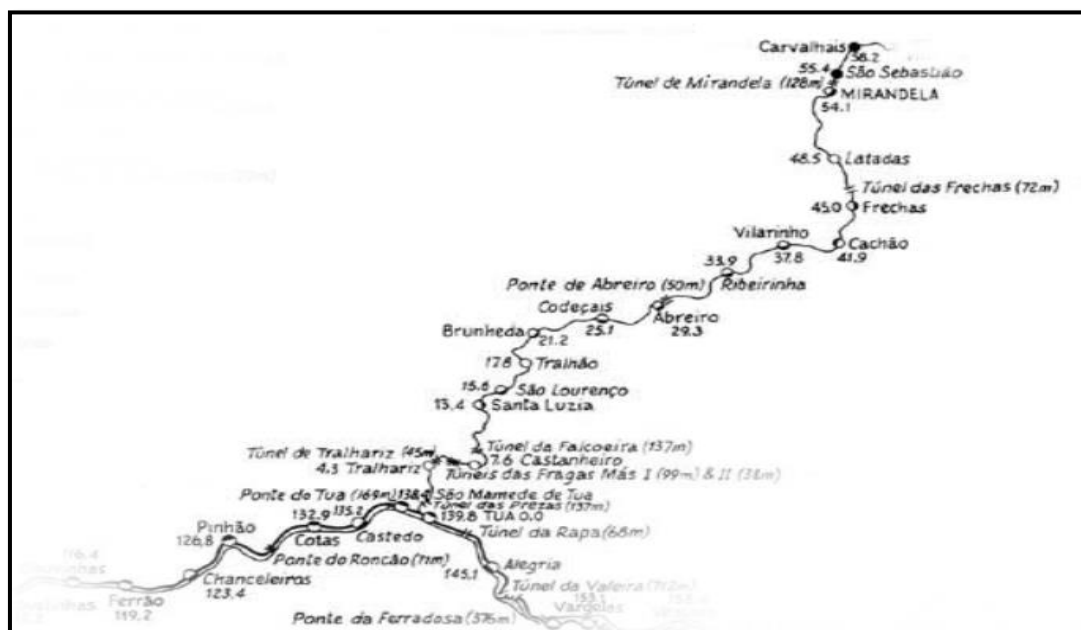 Carvalhais
58.2
55.4 São Sebastião
Túnel de Mirandela (128m)
MIRANDELA
54.1
48.5 Latadas
Túnel das Frechas (72m)
45.0 Frechas
Vilarinho
37.8
Cachão
41.9
33.9
Ribeirinha
Ponte de Abreiro (50m)
Abreiro
29.3
Codeçais
25.1
Brunheda
21.2
17.8 Tralhão
15.6 São Lourenço
13.4 Santa Luzia
Túnel da Falcoeira (137m)
Túnel de Tralhariz (45m)
7.6 Castanheiro
4.3 Tralhariz
Túneis das Fragas Más I (99m) & II (38m)
Ponte do Tua (169m) 138.4 São Mamede de Tua
Túnel das Prezas (137m)
139.8 TUA 0.0
135.2
132.9
Pinhão
126.8
Cotas
Castedo
Túnel da Rapa (68m)
Ponte do Roncão (71m)
145.1 Alegria
116.4
Chanceleiros
123.4
Túnel da Valeira (712m)
Ferrão
119.2
Ponte da Ferradosa (376m)
153.1
Vargelas